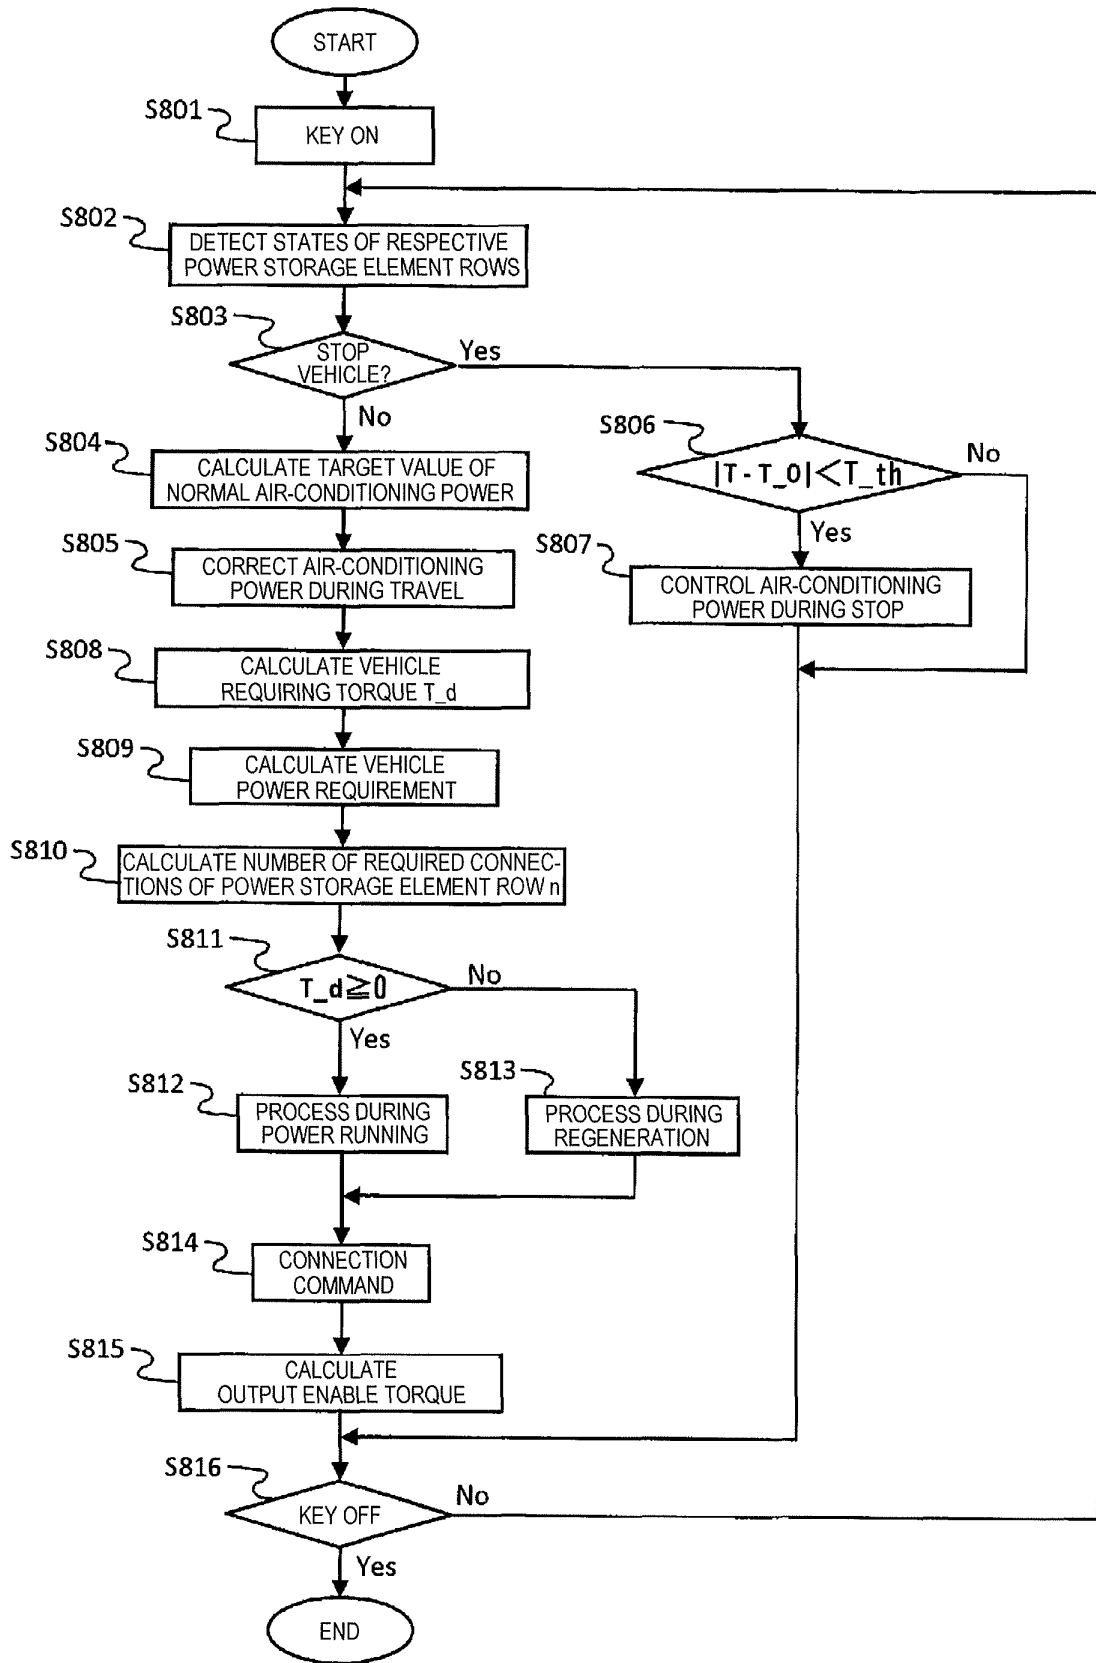 START
S801
KEY ON
S802
DETECT STATES OF RESPECTIVE
POWER STORAGE ELEMENT ROWS
S803
STOP
VEHICLE?
Yes
No
S804
CALCULATE TARGET VALUE OF
NORMAL AIR-CONDITIONING POWER
S806
|T - T_0|<T_th
No
Yes
S805
CORRECT AIR-CONDITIONING
POWER DURING TRAVEL
S807
CONTROL AIR-CONDITIONING
POWER DURING STOP
S808
CALCULATE VEHICLE
REQUIRING TORQUE T_d
S809
CALCULATE VEHICLE
POWER REQUIREMENT
S810
CALCULATE NUMBER OF REQUIRED CONNEC-
TIONS OF POWER STORAGE ELEMENT ROW n
S811
T_d≧0
No
Yes
S812
PROCESS DURING
POWER RUNNING
S813
PROCESS DURING
REGENERATION
S814
CONNECTION
COMMAND
S815
CALCULATE
OUTPUT ENABLE TORQUE
S816
KEY OFF
No
Yes
END